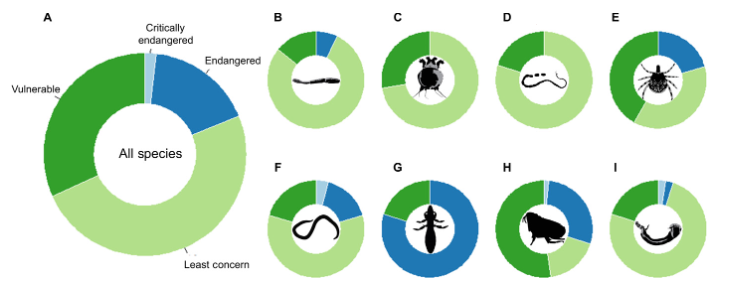 A
B
C
D
E
Critically
endangered
Endangered
Vulnerable
All species
F
G
H
I
Least concern